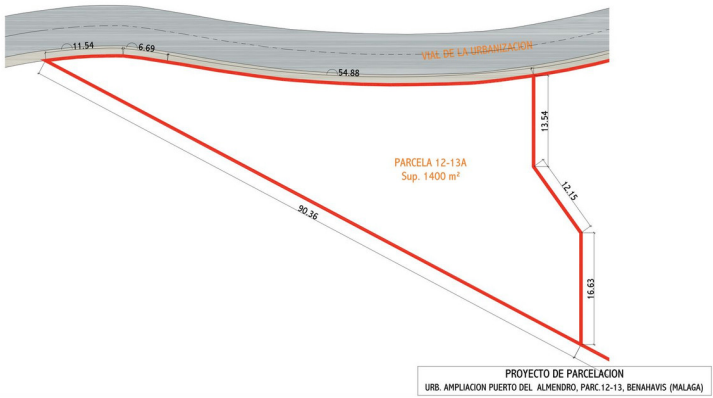 11.54
6.69
VIAL DE LA URBANIZACION
54.88
13.54
PARCELA 12-13A
Sup. 1400 m²
12.15
90.36
16.63
PROYECTO DE PARCELACION
URB. AMPLIACION PUERTO DEL ALMENDRO, PARC.12-13, BENAHAVIS (MALAGA)